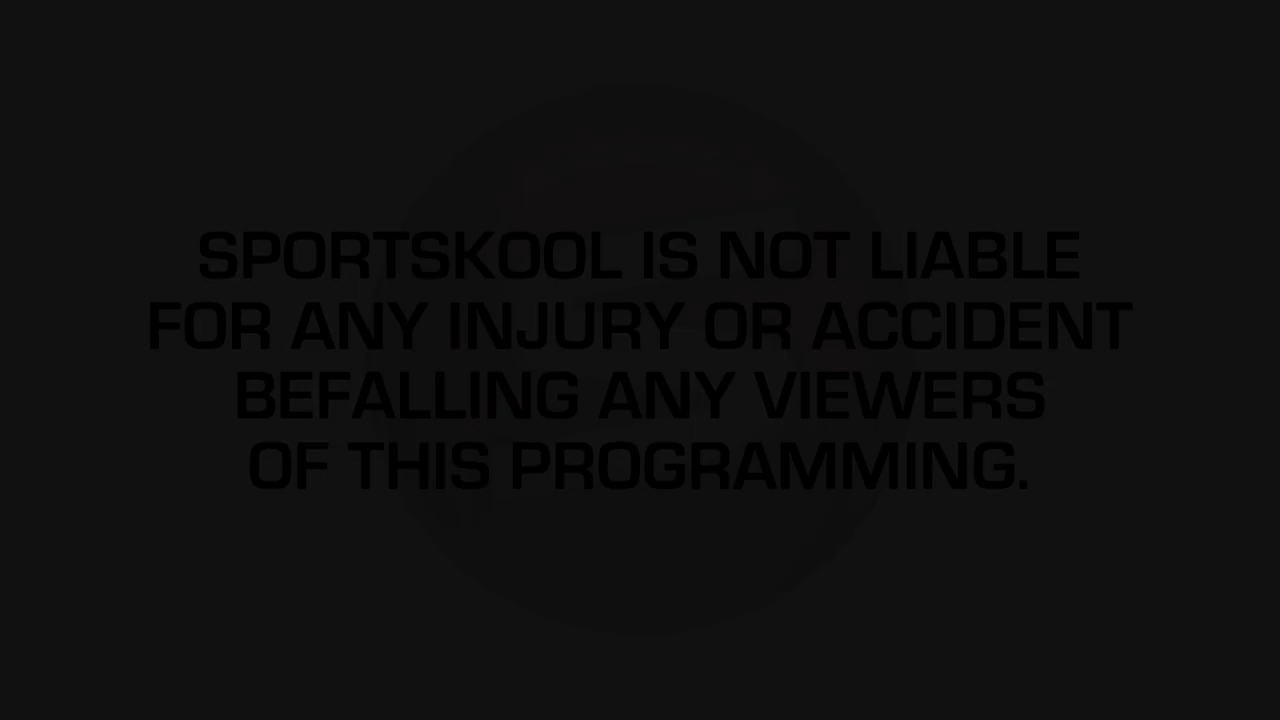 SPORTSKOOL IS NOT LIABLE
FOR ANY INJURY OR ACCIDENT
BEFALLING ANY VIEWERS
OF THIS PROGRAMMING.